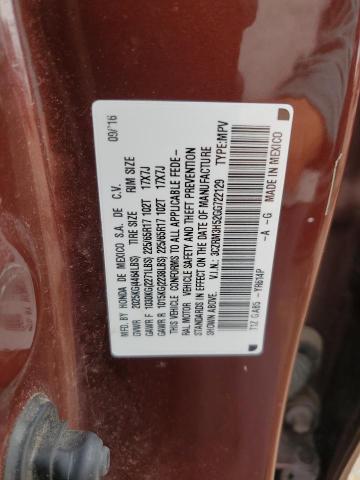 09/16
MFD BY HONDA DE MEXICO S.A. DE C.V.
TIRE SIZE RIM SIZE
GVWR 2025KG(4464LBS)
GAWR F 1030KG(2271LBS) 225/65R17 102T 17X7J
GAWR R 1015KG(2238LBS) 225/65R17 102T 17X7J
THIS VEHICLE CONFORMS TO ALL APPLICABLE FEDE-
RAL MOTOR VEHICLE SAFETY AND THEFT PREVENTION
STANDARDS IN EFFECT ON THE DATE OF MANUFACTURE
SHOWN ABOVE.
V.I.N.: 3CZRM3H52GG722129 TYPE:MPV
T1Z GA85 -YR614P -A -G MADE IN MEXICO